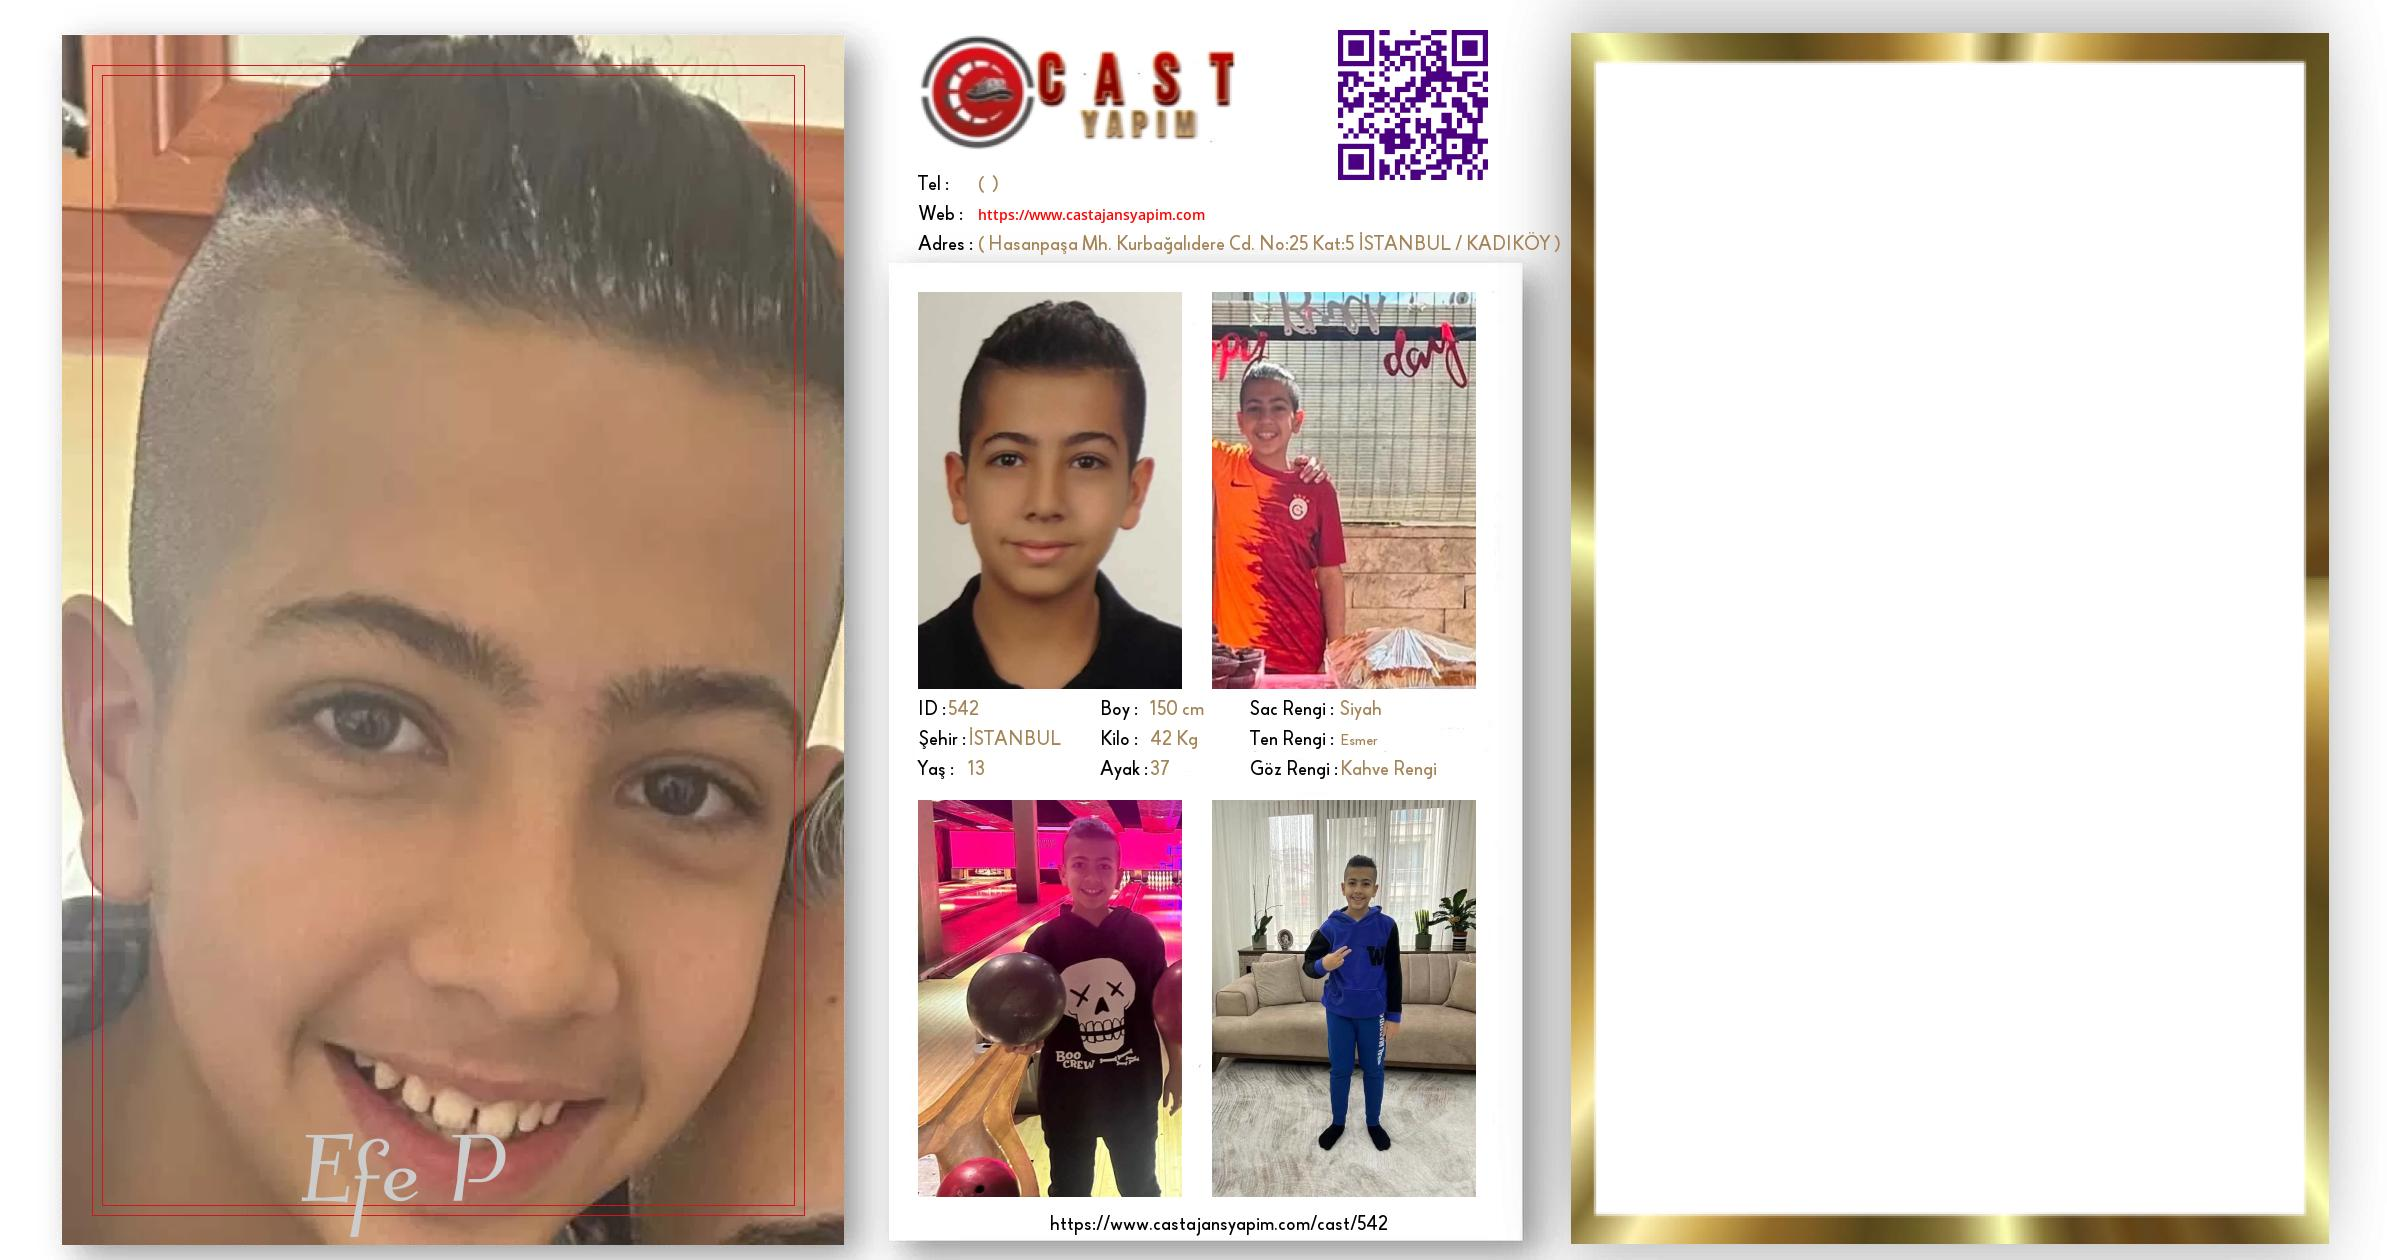 Efe P
CAST
YAPIM
Tel : ( )
Web : https://www.castajansyapim.com
Adres : ( Hasanpaşa Mh. Kurbağalıdere Cd. No:25 Kat:5 İSTANBUL / KADIKÖY )
day
ID : 542 Boy : 150 cm Sac Rengi : Siyah
Şehir : İSTANBUL Kilo : 42 Kg Ten Rengi : Esmer
Yaş : 13 Ayak : 37 Göz Rengi : Kahve Rengi
BOO
CREW
W
https://www.castajansyapim.com/cast/542